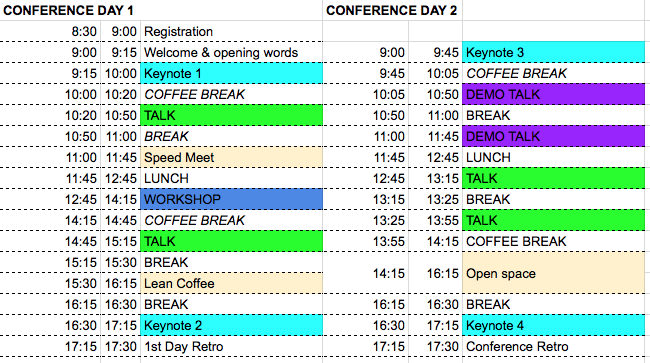 CONFERENCE DAY 1 CONFERENCE DAY 2
8:30 9:00 Registration
9:00 9:15 Welcome & opening words 9:00 9:45 Keynote 3
9:15 10:00 Keynote 1 9:45 10:05 COFFEE BREAK
10:00 10:20 COFFEE BREAK 10:05 10:50 DEMO TALK
10:20 10:50 TALK 10:50 11:00 BREAK
10:50 11:00 BREAK 11:00 11:45 DEMO TALK
11:00 11:45 Speed Meet 11:45 12:45 LUNCH
11:45 12:45 LUNCH 12:45 13:15 TALK
12:45 14:15 WORKSHOP 13:15 13:25 BREAK
14:15 14:45 COFFEE BREAK 13:25 13:55 TALK
14:45 15:15 TALK 13:55 14:15 COFFEE BREAK
15:15 15:30 BREAK
14:15 16:15 Open space
15:30 16:15 Lean Coffee
16:15 16:30 BREAK 16:15 16:30 BREAK
16:30 17:15 Keynote 2 16:30 17:15 Keynote 4
17:15 17:30 1st Day Retro 17:15 17:30 Conference Retro